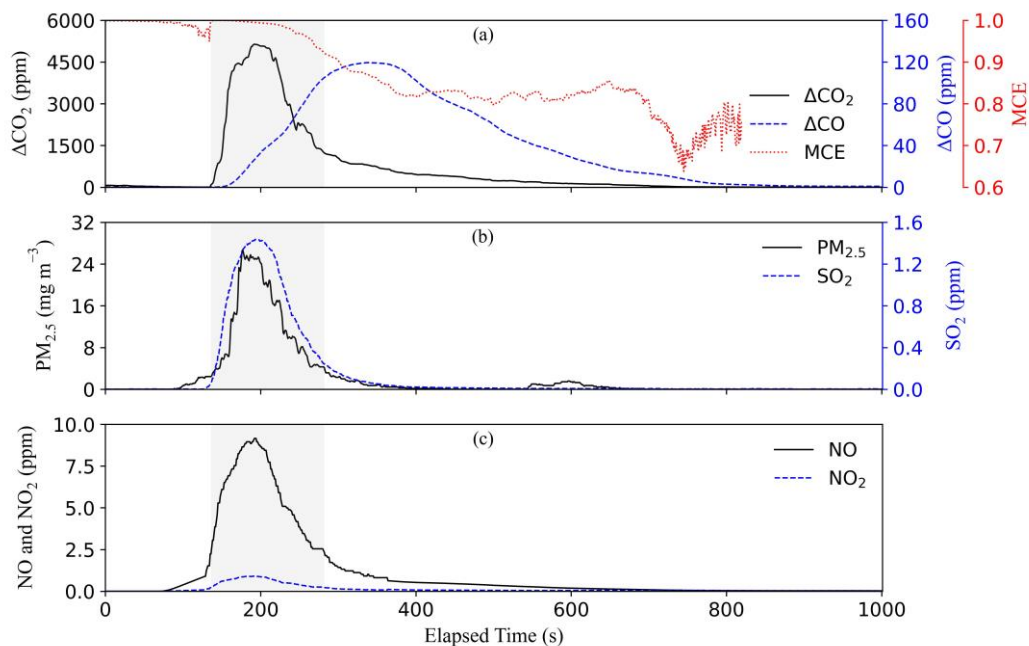 (a)
6000
4500
3000
1500
0
ΔCO₂ (ppm)
160
120
80
40
0
ΔCO (ppm)
1.0
0.9
0.8
0.7
0.6
MCE
ΔCO₂
ΔCO
MCE
(b)
32
24
16
8
0
PM₂.₅ (mg m⁻³)
1.6
1.2
0.8
0.4
0.0
SO₂ (ppm)
PM₂.₅
SO₂
(c)
10.0
7.5
5.0
2.5
0.0
NO and NO₂ (ppm)
NO
NO₂
0 200 400 600 800 1000
Elapsed Time (s)